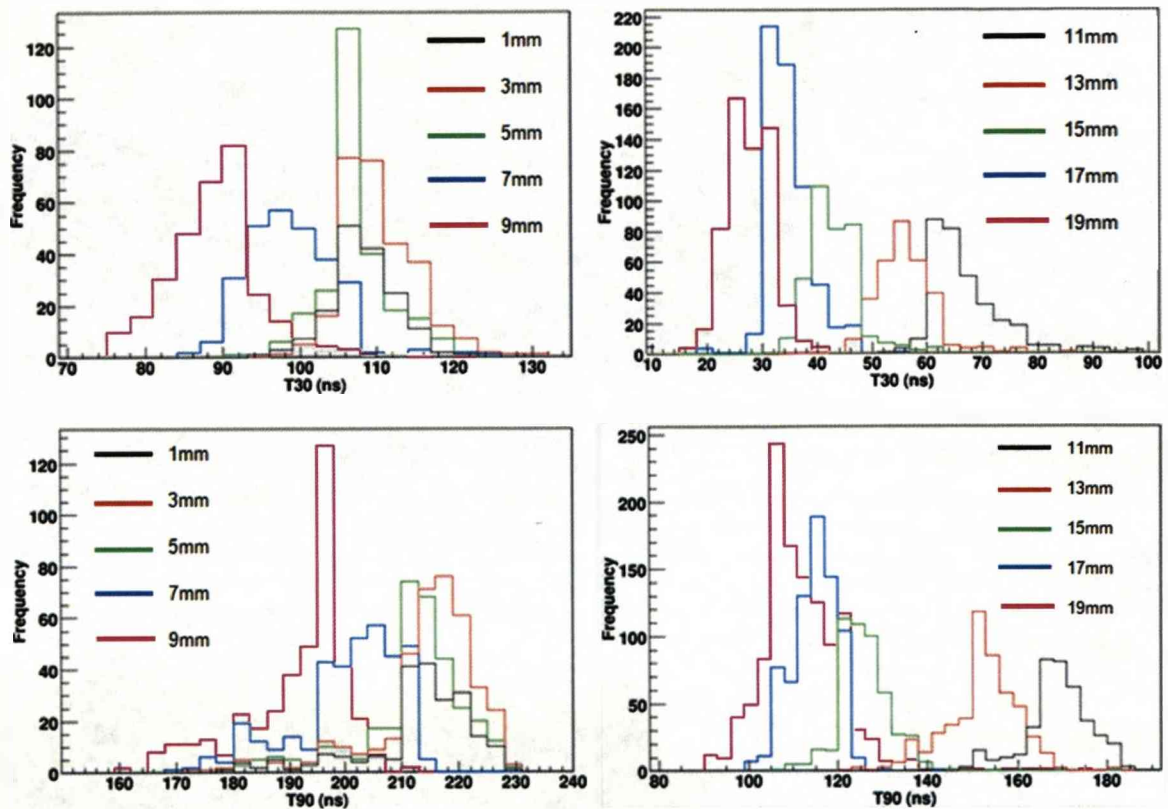 120
100
80
60
40
20
0
Frequency
1mm
3mm
5mm
7mm
9mm
70 80 90 100 110 120 130
T30 (ns)
220
200
180
160
140
120
100
80
60
40
20
0
Frequency
11mm
13mm
15mm
17mm
19mm
10 20 30 40 50 60 70 80 90 100
T30 (ns)
120
100
80
60
40
20
0
Frequency
1mm
3mm
5mm
7mm
9mm
160 170 180 190 200 210 220 230 240
T90 (ns)
250
200
150
100
50
0
Frequency
11mm
13mm
15mm
17mm
19mm
80 100 120 140 160 180
T90 (ns)